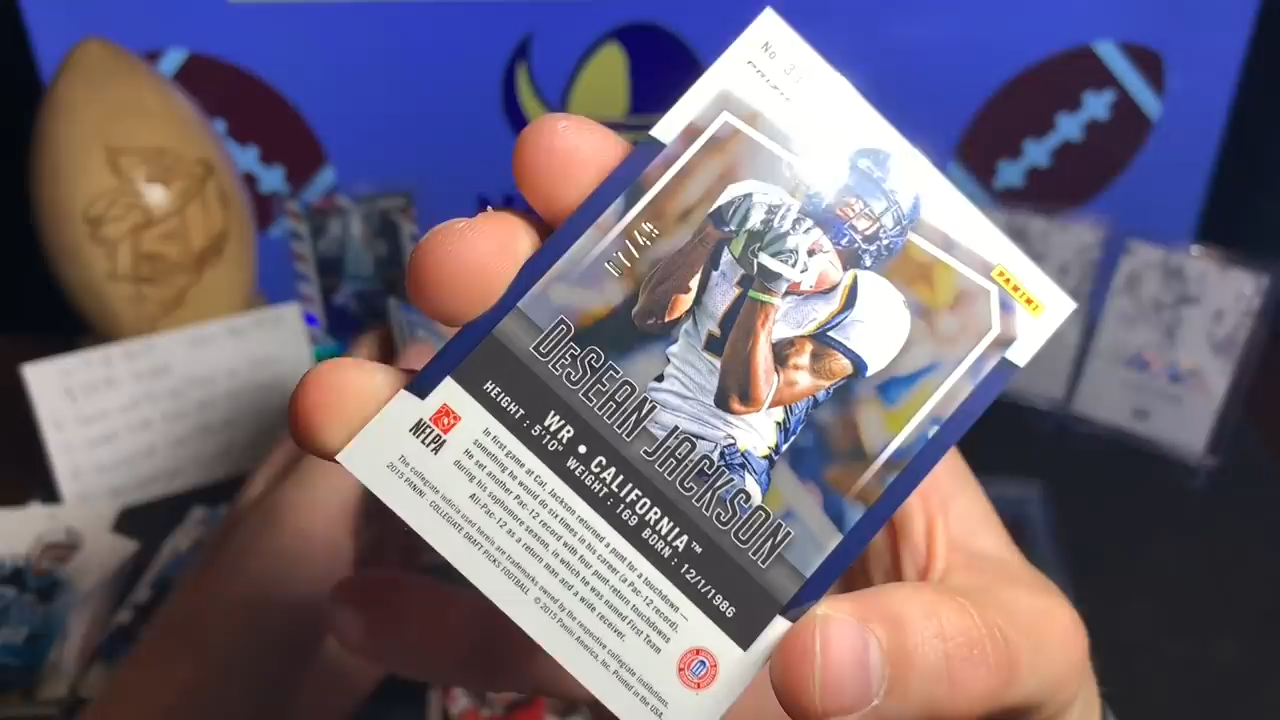 PRIZM
PANINI
07/49
DESEAN JACKSON
WR • CALIFORNIA™
HEIGHT : 5'10" WEIGHT : 169 BORN : 12/1/1986
In first game at Cal, Jackson returned a punt for a touchdown —
something he would do six times in his career (a Pac-12 record).
He set another Pac-12 record with four punt-return touchdowns
during his sophomore season, in which he was named First Team
All-Pac-12 as a return man and a wide receiver.
NFLPA
The collegiate indicia used herein are trademarks owned by the respective collegiate institutions.
2015 PANINI - COLLEGIATE DRAFT PICKS FOOTBALL © 2015 Panini America, Inc. Printed in the USA.